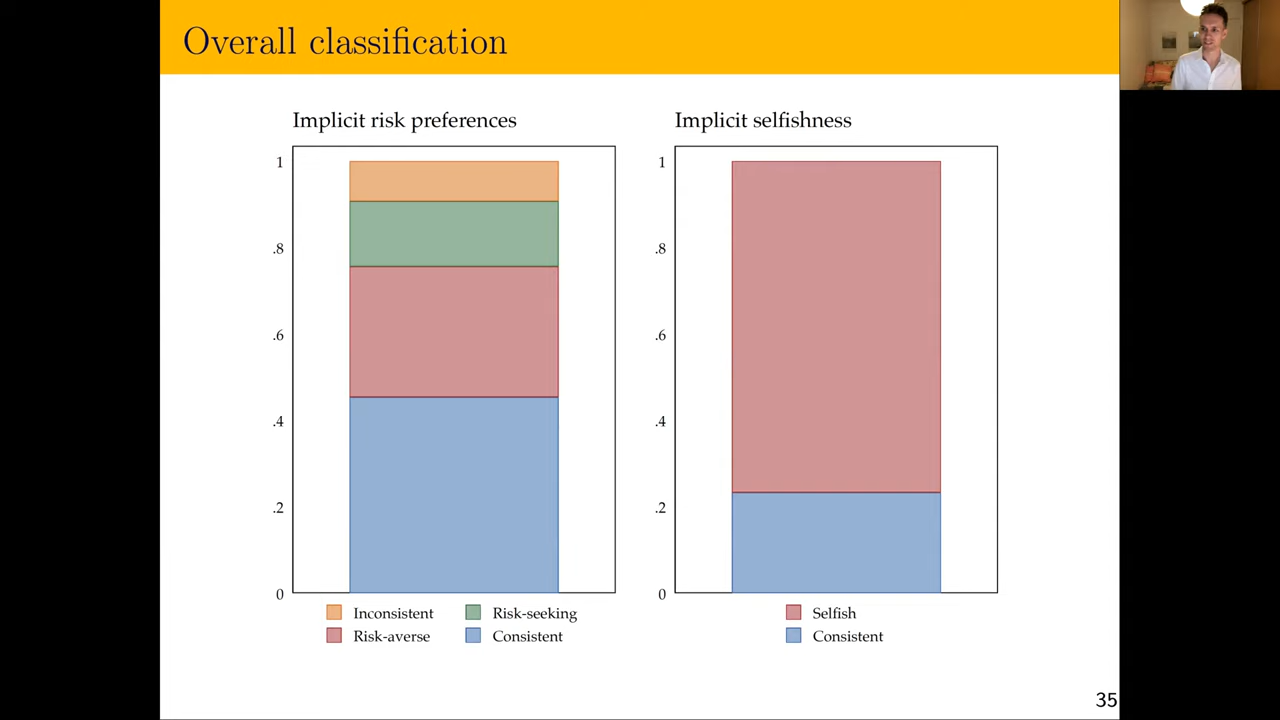 Overall classification
Implicit risk preferences
1
.8
.6
.4
.2
0
Inconsistent
Risk-seeking
Risk-averse
Consistent
Implicit selfishness
1
.8
.6
.4
.2
0
Selfish
Consistent
35